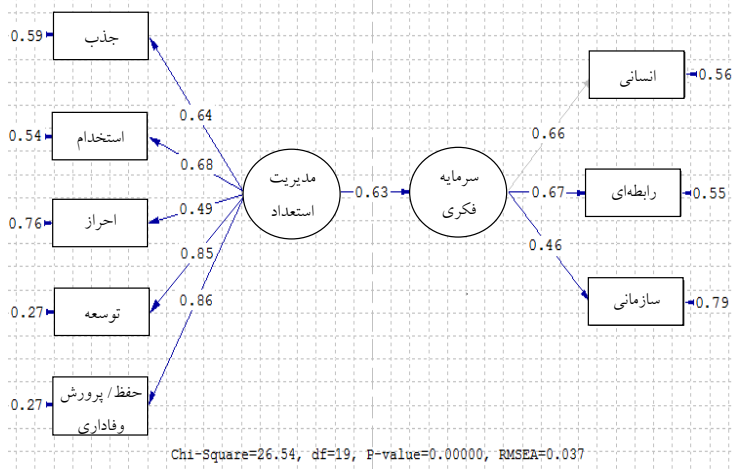 0.59
جذب
0.54
استخدام
0.76
احراز
0.27
توسعه
0.27
حفظ/ پرورش
وفاداری
0.64
0.68
0.49
0.85
0.86
مدیریت
استعداد
0.63
سرمایه
فکری
0.66
0.67
0.46
انسانی
0.56
رابطه‌ای
0.55
سازمانی
0.79
Chi-Square=26.54, df=19, P-value=0.00000, RMSEA=0.037